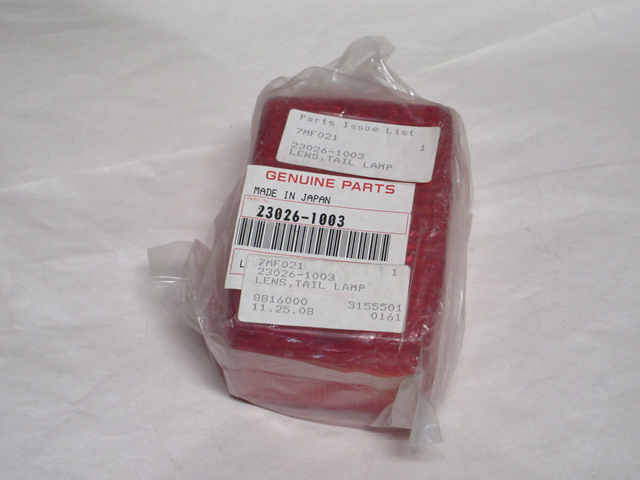 Parts Issue List
7MF021 1
23026-1003
LENS,TAIL LAMP
GENUINE PARTS
MADE IN JAPAN
23026-1003
L
7MF021 1
23026-1003
LENS,TAIL LAMP
8816000 3155501
11.25.08 0161